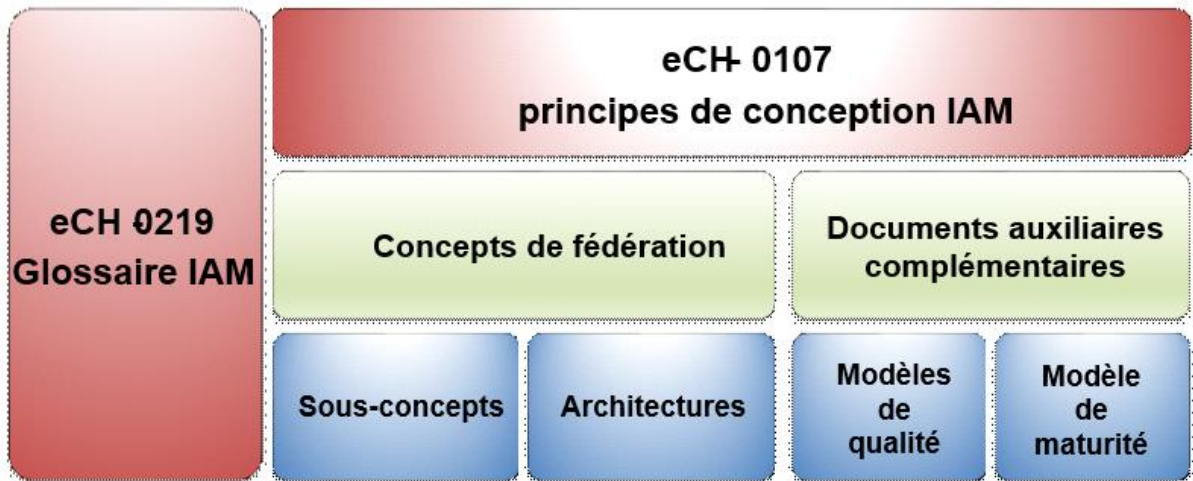 eCH-0219
Glossaire IAM
eCH- 0107
principes de conception IAM
Concepts de fédération
Documents auxiliaires
complémentaires
Sous-concepts
Architectures
Modèles
de
qualité
Modèle
de
maturité